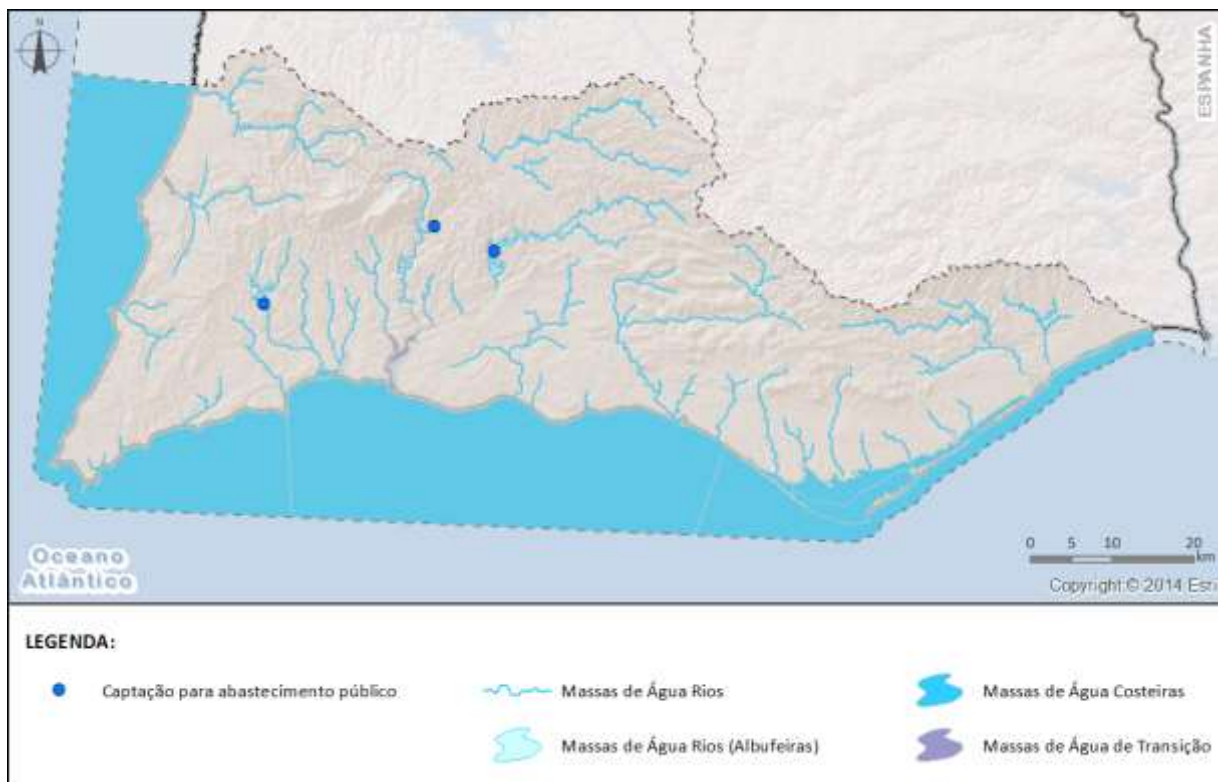 N
ESPANHA
Oceano
Atlântico
0 5 10 20
km
Copyright © 2014 Esri
LEGENDA:
Captação para abastecimento público
Massas de Água Rios
Massas de Água Costeiras
Massas de Água Rios (Albufeiras)
Massas de Água de Transição